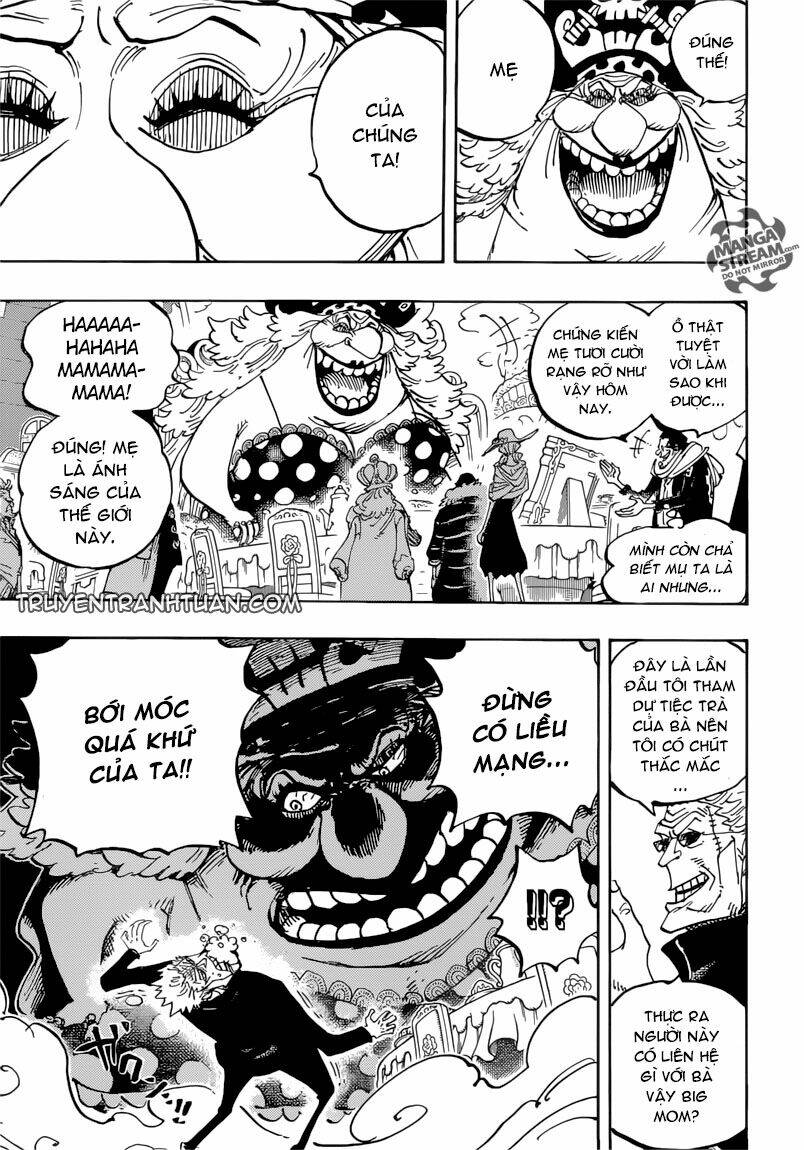 ĐÚNG
THẾ!
MẸ
CỦA
CHÚNG
TA!
MANGA
STREAM.com
DO NOT MIRROR
Ồ THẬT
TUYỆT
VỜI LÀM
SAO KHI
ĐƯỢC...
CHỨNG KIẾN
MẸ TƯƠI CƯỜI
RẠNG RỠ NHƯ
VẬY HÔM
NAY.
MÌNH CÒN CHẢ
BIẾT MỤ TA LÀ
AI NHƯNG...
HAAAAA-
HAHAHA
MAMAMA-
MAMA!
ĐÚNG! MẸ
LÀ ÁNH
SÁNG CỦA
THẾ GIỚI
NÀY.
TRUYENTRANHTUAN.COM
ĐÂY LÀ LẦN
ĐẦU TÔI THAM
DỰ TIỆC TRÀ
CỦA BÀ NÊN
TÔI CÓ CHÚT
THẮC MẮC
...
THỰC RA
NGƯỜI NÀY
CÓ LIÊN HỆ
GÌ VỚI BÀ
VẬY BIG
MOM?
ĐỪNG
CÓ LIỀU
MẠNG...
BỚI MÓC
QUÁ KHỨ
CỦA TA!!
!!?
ガクン!!